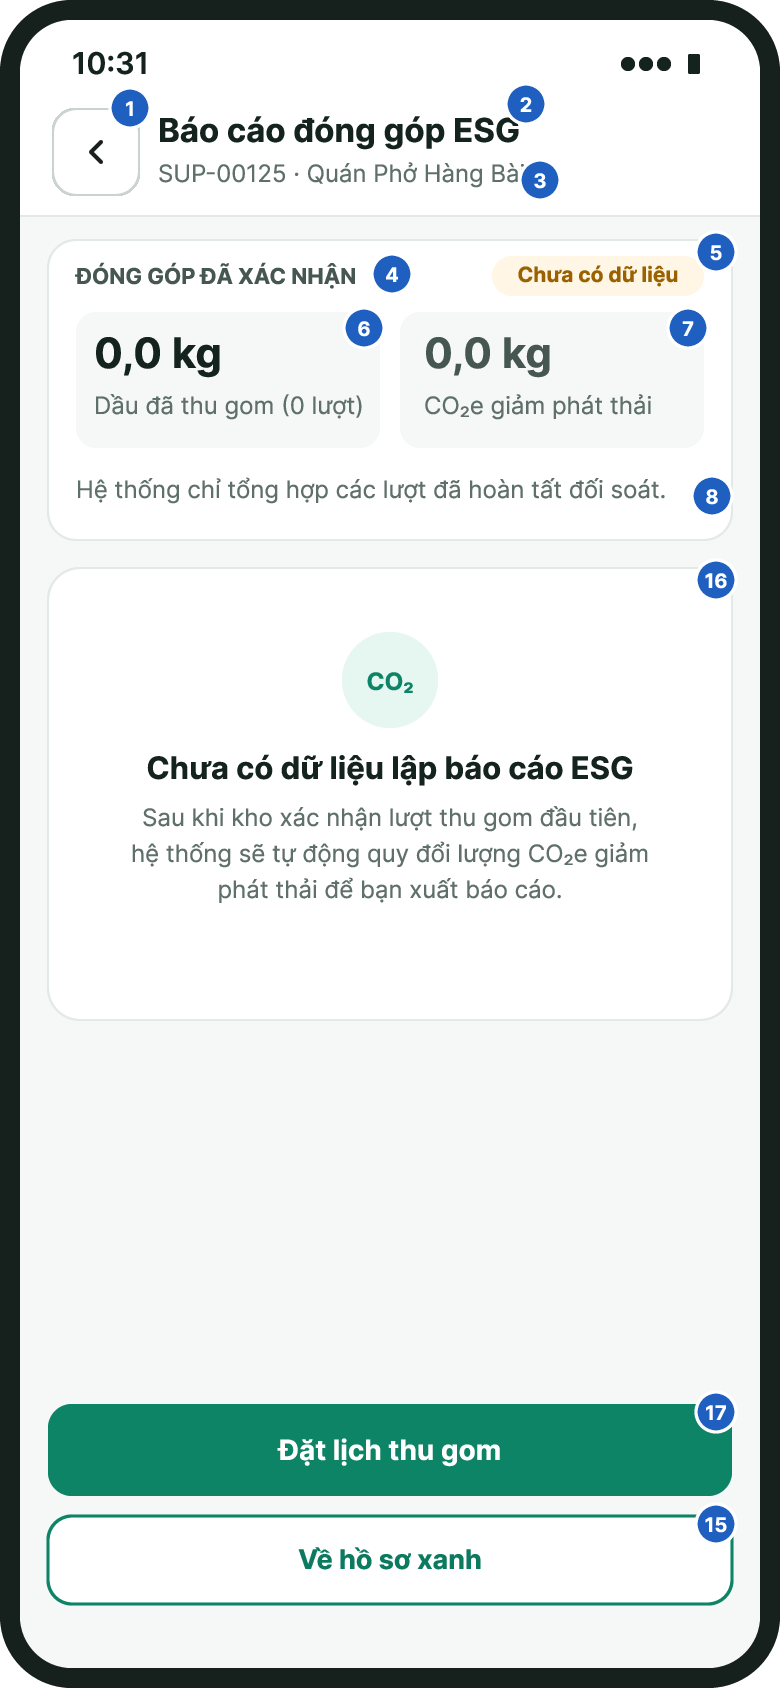 10:31
1
Báo cáo đóng góp ESG
2
SUP-00125 · Quán Phở Hàng Bài
3
ĐÓNG GÓP ĐÃ XÁC NHẬN
4
Chưa có dữ liệu
5
0,0 kg
6
Dầu đã thu gom (0 lượt)
0,0 kg
7
CO₂e giảm phát thải
Hệ thống chỉ tổng hợp các lượt đã hoàn tất đối soát.
8
16
CO₂
Chưa có dữ liệu lập báo cáo ESG
Sau khi kho xác nhận lượt thu gom đầu tiên,
hệ thống sẽ tự động quy đổi lượng CO₂e giảm
phát thải để bạn xuất báo cáo.
17
Đặt lịch thu gom
15
Về hồ sơ xanh